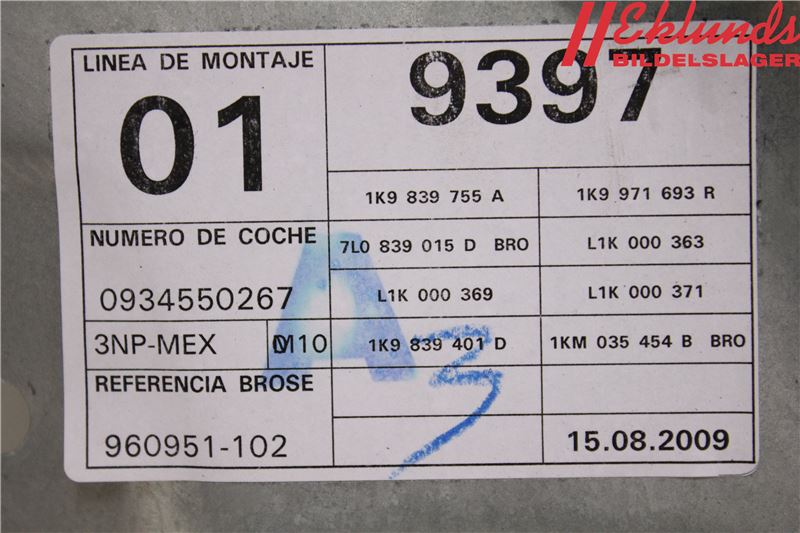 Eklunds
BILDELSLAGER
LINEA DE MONTAJE
01
9397
1K9 839 755 A
1K9 971 693 R
NUMERO DE COCHE
0934550267
7L0 839 015 D BRO
L1K 000 363
L1K 000 369
L1K 000 371
3NP-MEX
M10
1K9 839 401 D
1KM 035 454 B BRO
REFERENCIA BROSE
960951-102
15.08.2009
A
3